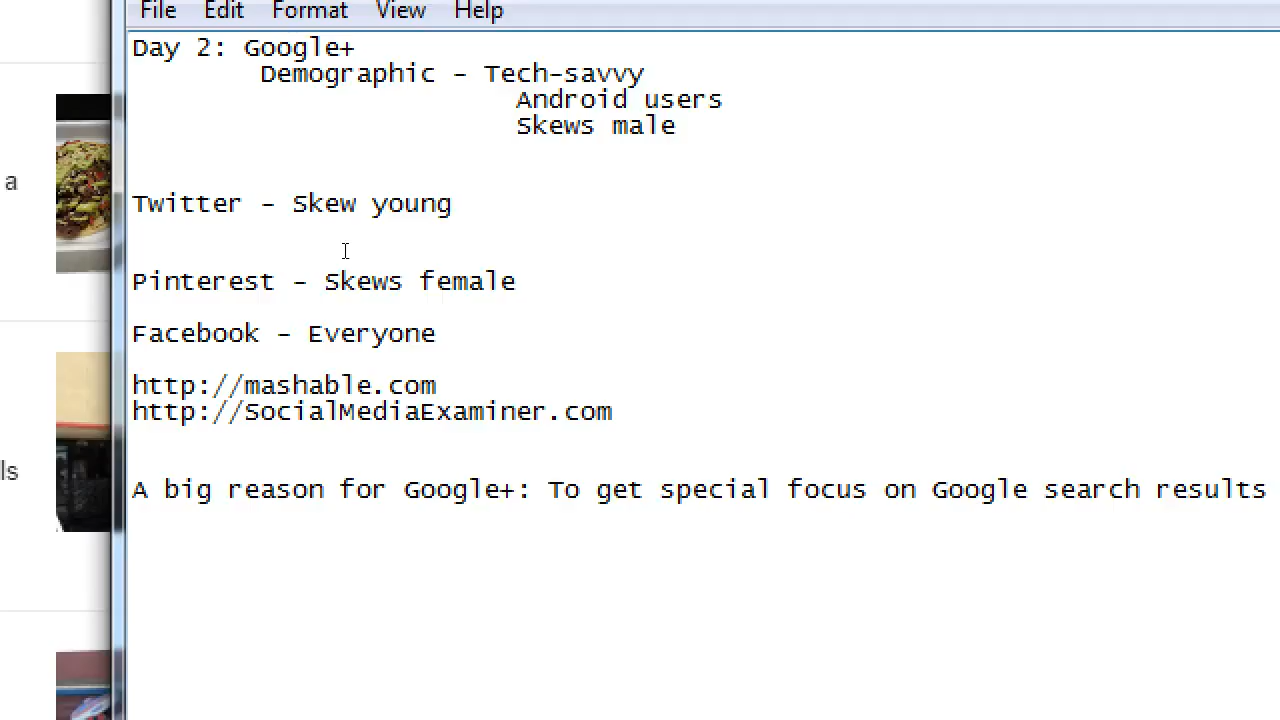 File Edit Format View Help
Day 2: Google+
Demographic - Tech-savvy
Android users
Skews male
a
Twitter - Skew young
Pinterest - Skews female
Facebook - Everyone
http://mashable.com
http://SocialMediaExaminer.com
ls
A big reason for Google+: To get special focus on Google search results